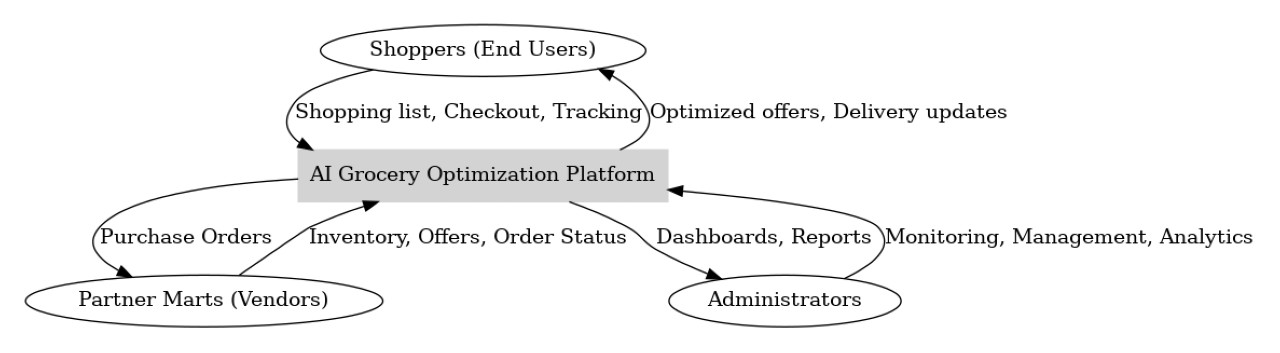 Shoppers (End Users)
Shopping list, Checkout, Tracking
Optimized offers, Delivery updates
AI Grocery Optimization Platform
Purchase Orders
Inventory, Offers, Order Status
Dashboards, Reports
Monitoring, Management, Analytics
Partner Marts (Vendors)
Administrators